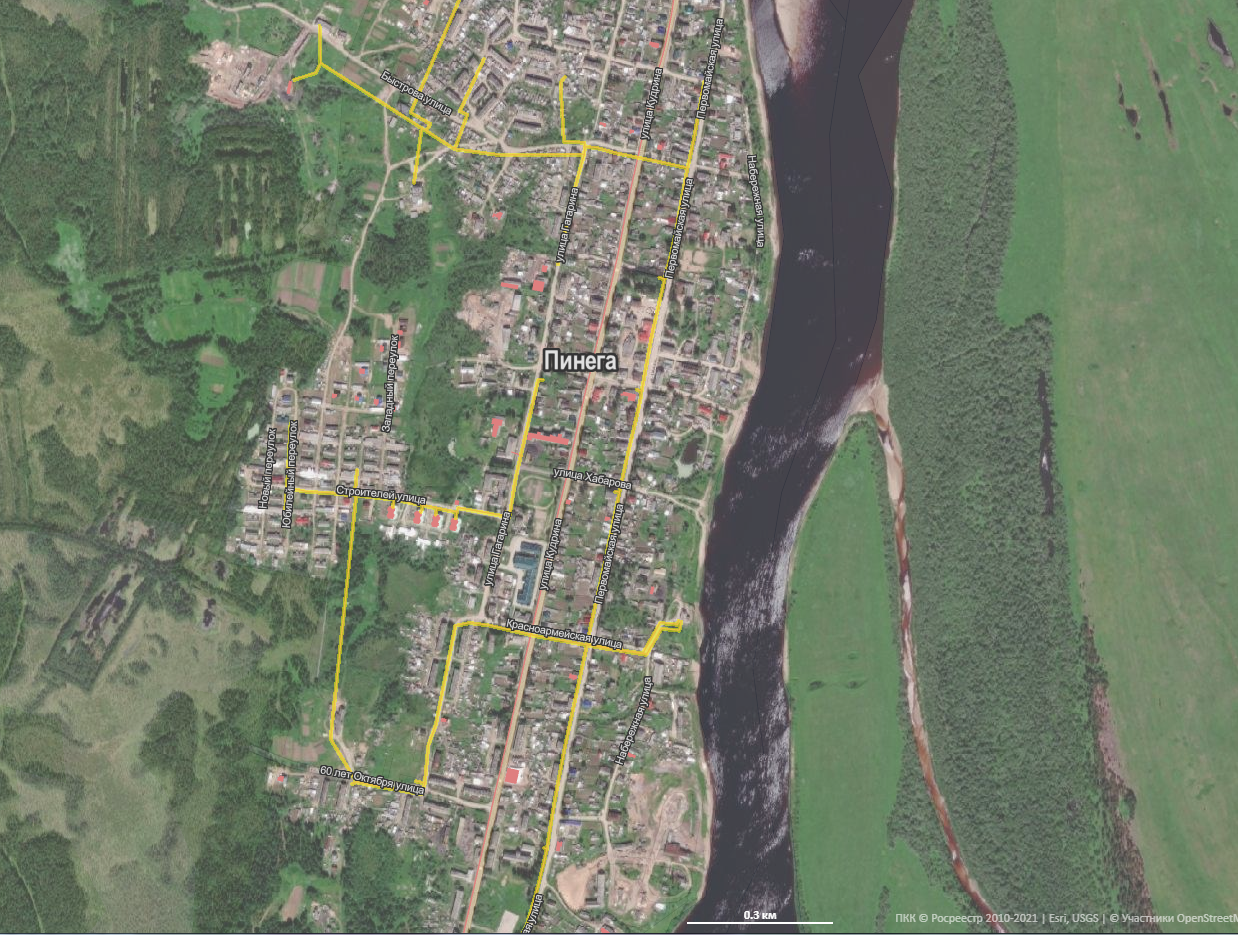 Первомайская улица
улица Кудрина
Быстрова улица
Набережная улица
улица Гагарина
Первомайская улица
Пинега
Западный переулок
Новый переулок
Юбилейный переулок
Строителей улица
улица Хабарова
улица Гагарина
улица Кудрина
Первомайская улица
Красноармейская улица
Набережная улица
60 лет Октября улица
ая улица
0.3 км
ПКК © Росреестр 2010-2021 | Esri, USGS | © Участники OpenStreetM